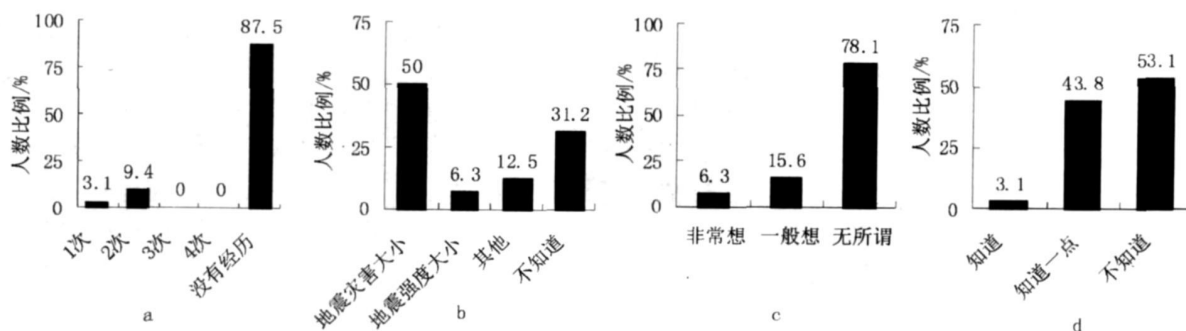 人数比例/%
100
75
50
25
0
3.1
9.4
0
0
87.5
1次
2次
3次
4次
没有经历
a
人数比例/%
75
50
25
0
50
6.3
12.5
31.2
地震灾害大小
地震强度大小
其他
不知道
b
人数比例/%
100
75
50
25
0
6.3
15.6
78.1
非常想
一般想
无所谓
c
人数比例/%
75
50
25
0
3.1
43.8
53.1
知道
知道一点
不知道
d